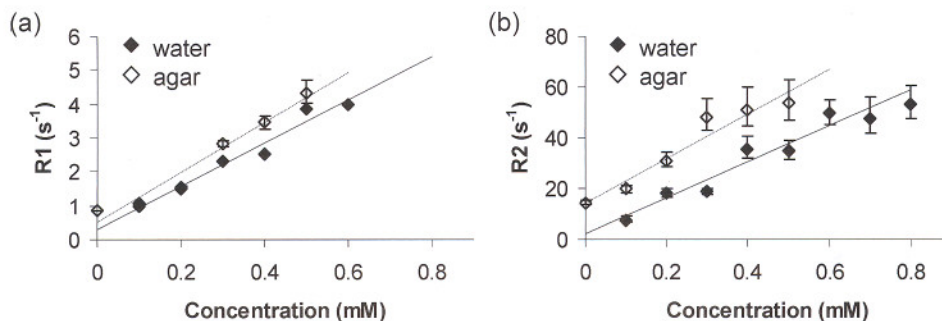 (a)
6
5
4
3
2
1
0
R1 (s⁻¹)
◆ water
◇ agar
0 0.2 0.4 0.6 0.8
Concentration (mM)
(b)
80
60
40
20
0
R2 (s⁻¹)
◆ water
◇ agar
0 0.2 0.4 0.6 0.8
Concentration (mM)